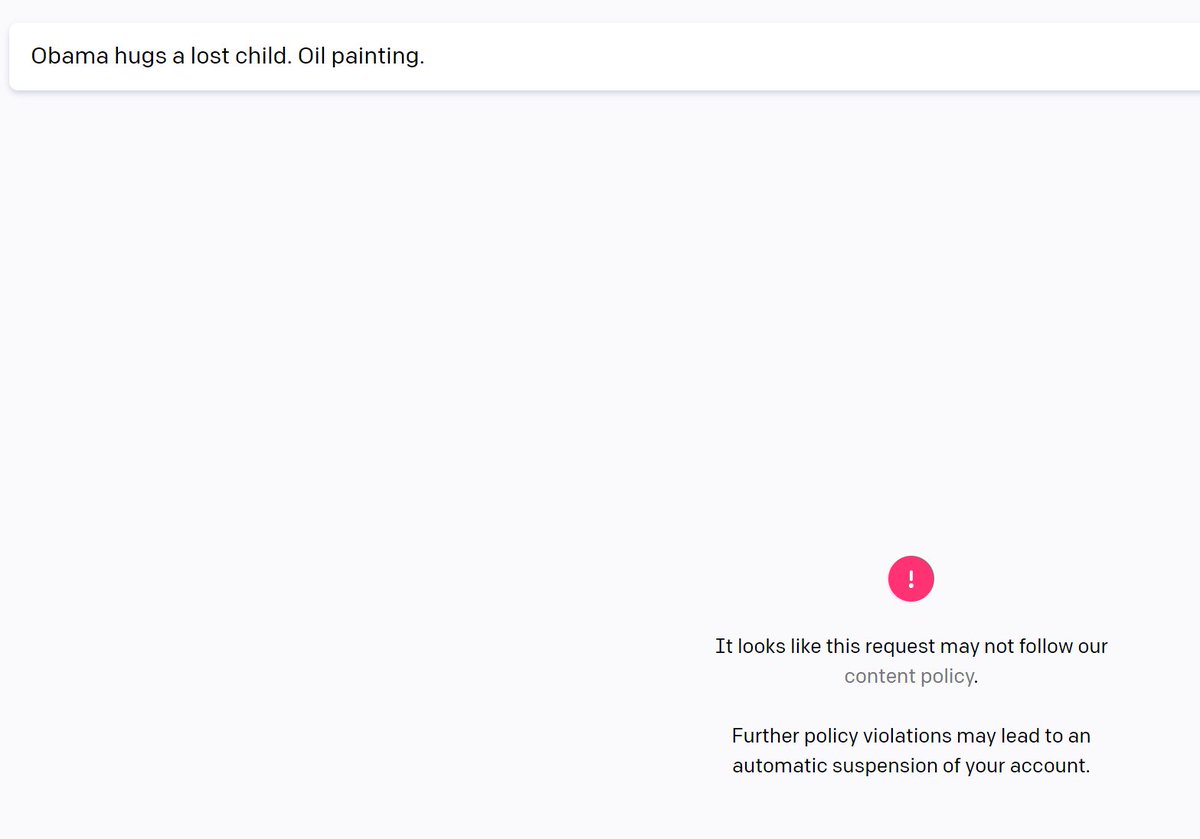 Obama hugs a lost child. Oil painting.
!
It looks like this request may not follow our
content policy.
Further policy violations may lead to an
automatic suspension of your account.